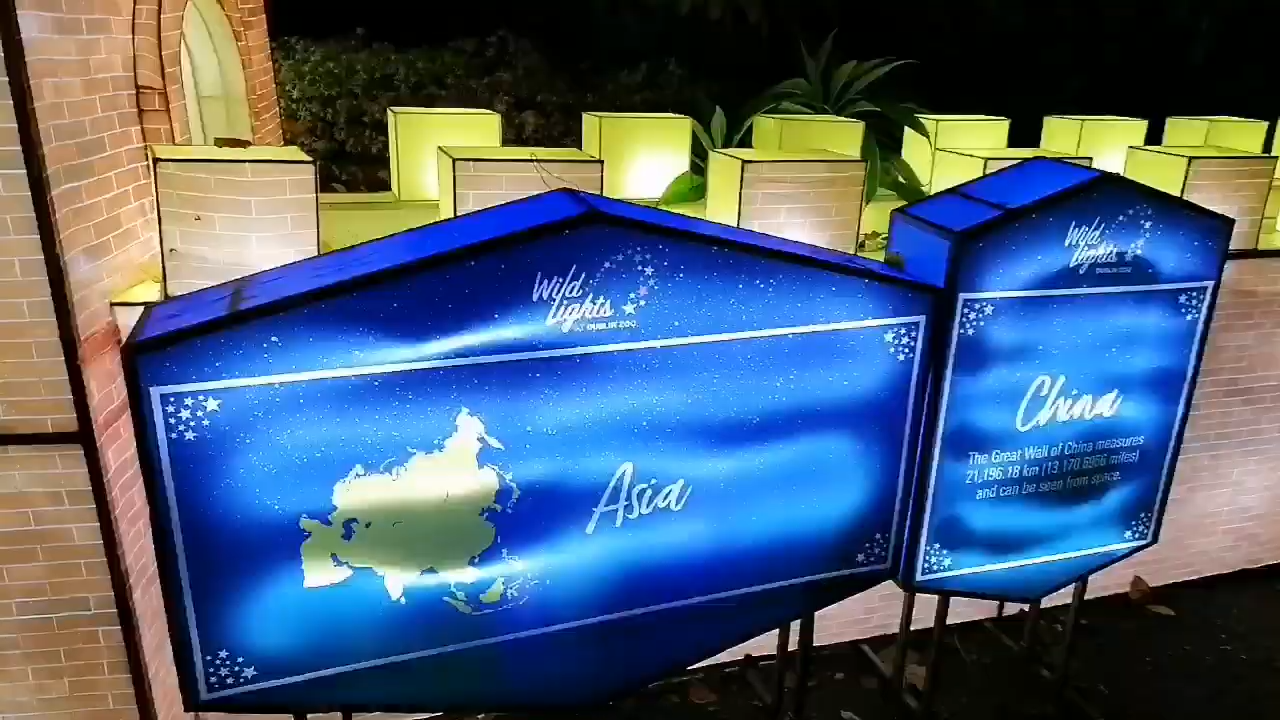 Wild
Lights
AT DUBLIN ZOO
Asia
Wild
Lights
DUBLIN ZOO
China
The Great Wall of China measures
21,196.18 km (13,170.6956 miles)
and can be seen from space.